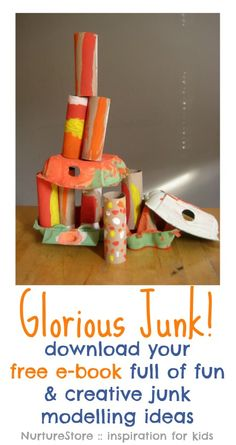 Glorious Junk!
download your
free e-book full of fun
& creative junk
modelling ideas
NurtureStore :: inspiration for kids